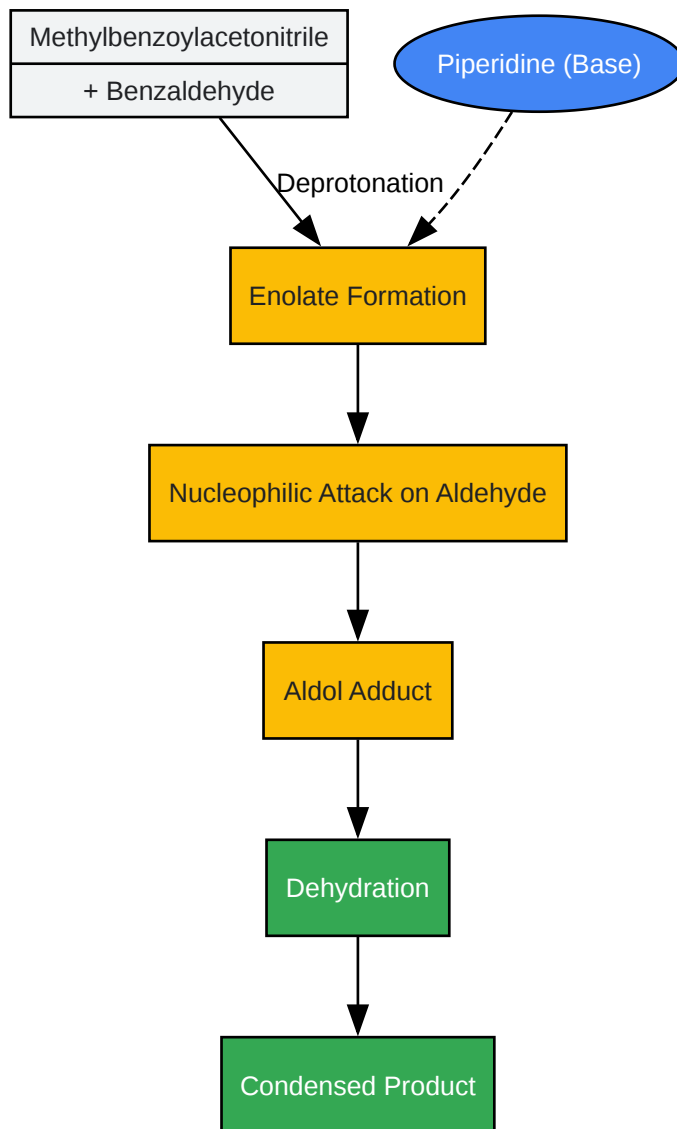 Methylbenzoylacetonitrile
+ Benzaldehyde
Piperidine (Base)
Deprotonation
Enolate Formation
Nucleophilic Attack on Aldehyde
Aldol Adduct
Dehydration
Condensed Product